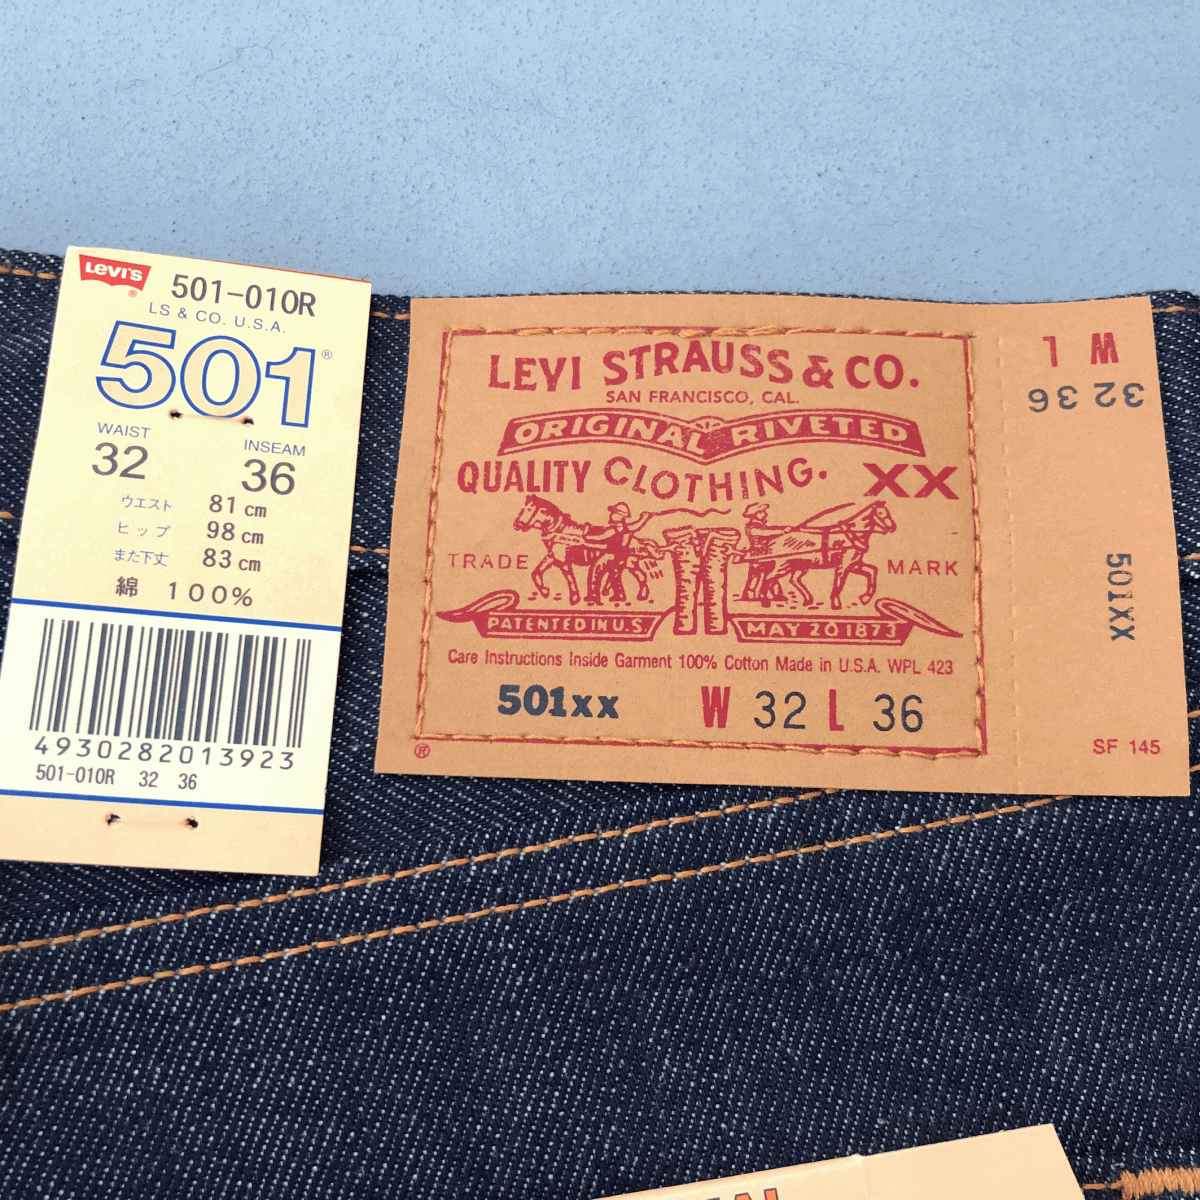 LEVI'S ®
501-010R
LS & CO. U.S.A.
501®
WAIST INSEAM
32 36
ウエスト 81 cm
ヒップ 98 cm
また下丈 83 cm
綿 100%
4930282013923
501-010R 32 36
LEVI STRAUSS & CO.
SAN FRANCISCO, CAL.
ORIGINAL RIVETED
QUALITY CLOTHING. XX
TRADE MARK
PATENTED IN U.S. MAY 20 1873
Care Instructions Inside Garment 100% Cotton Made in U.S.A. WPL 423
501XX W 32 L 36
®
W L
32 36
501XX
SF 145